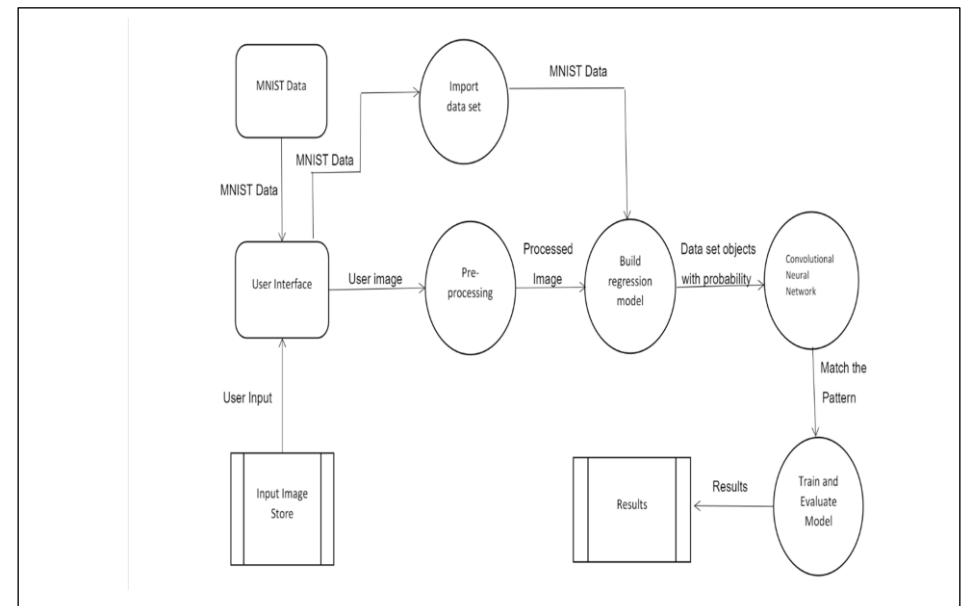 MNIST Data
Import
data set
MNIST Data
MNIST Data
MNIST Data
User Interface
User image
Pre-
processing
Processed
Image
Build
regression
model
Data set objects
with probability
Convolutional
Neural
Network
User Input
Match the
Pattern
Input Image
Store
Results
Results
Train and
Evaluate
Model